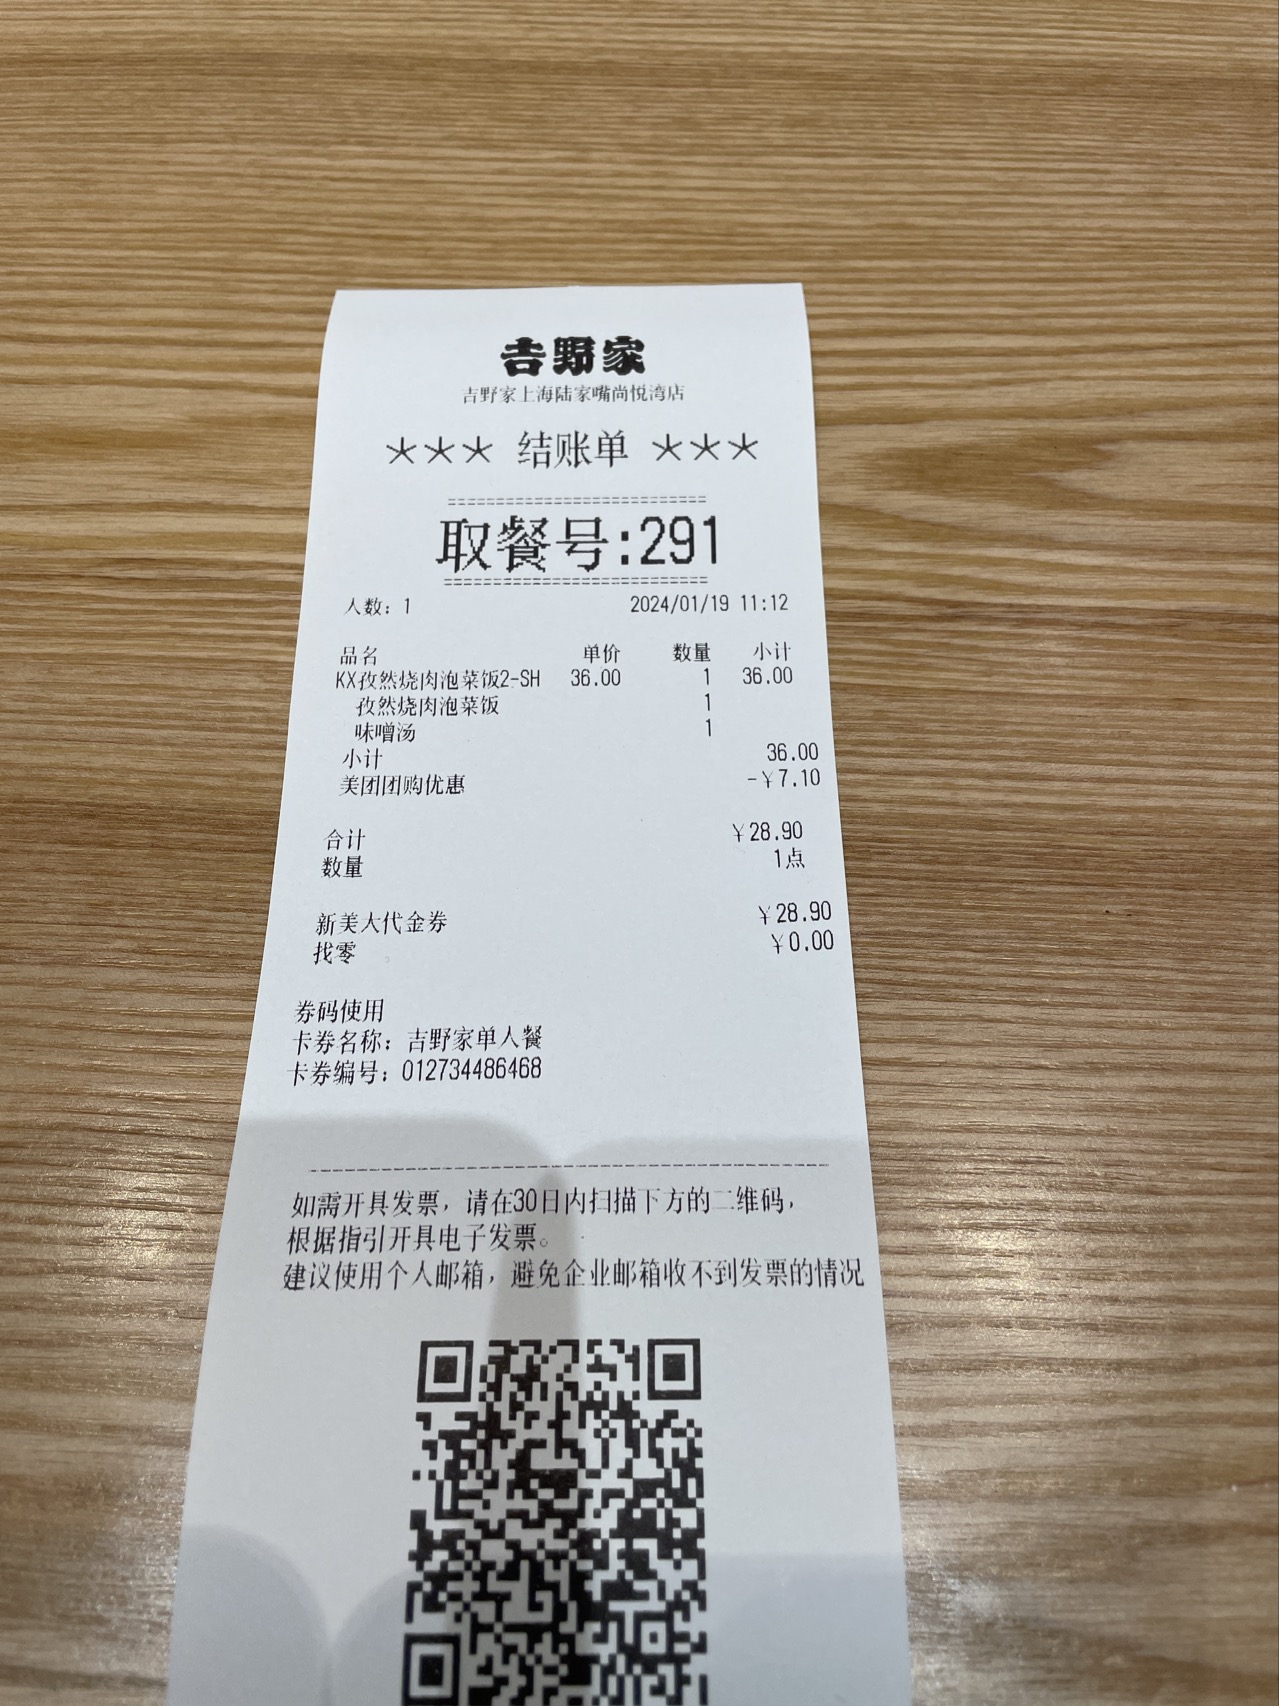 吉野家
吉野家上海陆家嘴尚悦湾店
*** 结账单 ***
==========================
取餐号:291
==========================
人数: 1 2024/01/19 11:12
品名 单价 数量 小计
KX孜然烧肉泡菜饭2-SH 36.00 1 36.00
孜然烧肉泡菜饭 1
味噌汤 1
小计 36.00
美团团购优惠 -¥7.10
合计 ¥28.90
数量 1点
新美大代金券 ¥28.90
找零 ¥0.00
券码使用
卡券名称: 吉野家单人餐
卡券编号: 012734486468
如需开具发票，请在30日内扫描下方的二维码，
根据指引开具电子发票。
建议使用个人邮箱，避免企业邮箱收不到发票的情况